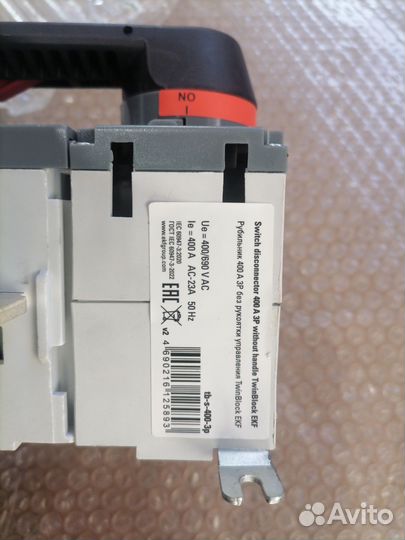 NO
I
Switch disconnector 400 A 3P without handle TwinBlock EKF
Рубильник 400 A 3P без рукоятки управления TwinBlock EKF
tb-s-400-3p
Ue = 400/690 V AC
Ie = 400 A AC-23A 50 Hz
IEC 60947-3:2020
ГОСТ IEC 60947-3-2022
www.ekfgroup.com
EAC
v2
4 690216 125893
Avito